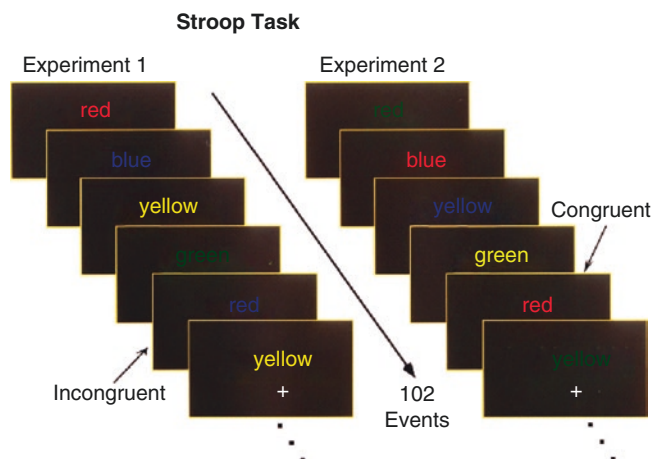 Stroop Task
Experiment 1
red
blue
yellow
green
red
yellow
+
Incongruent
Experiment 2
red
blue
yellow
green
red
yellow
+
Congruent
102
Events